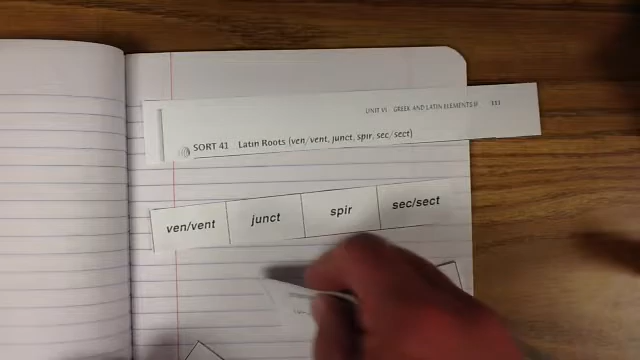 UNIT VI GREEK AND LATIN ELEMENTS II 151
SORT 41 Latin Roots (ven/vent, junct, spir, sec/sect)
ven/vent junct spir sec/sect